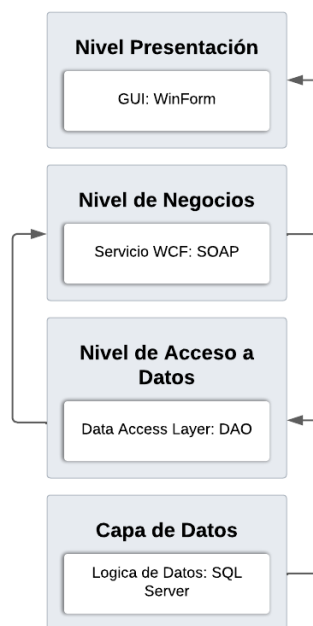 Nivel Presentación
GUI: WinForm
Nivel de Negocios
Servicio WCF: SOAP
Nivel de Acceso a
Datos
Data Access Layer: DAO
Capa de Datos
Logica de Datos: SQL
Server